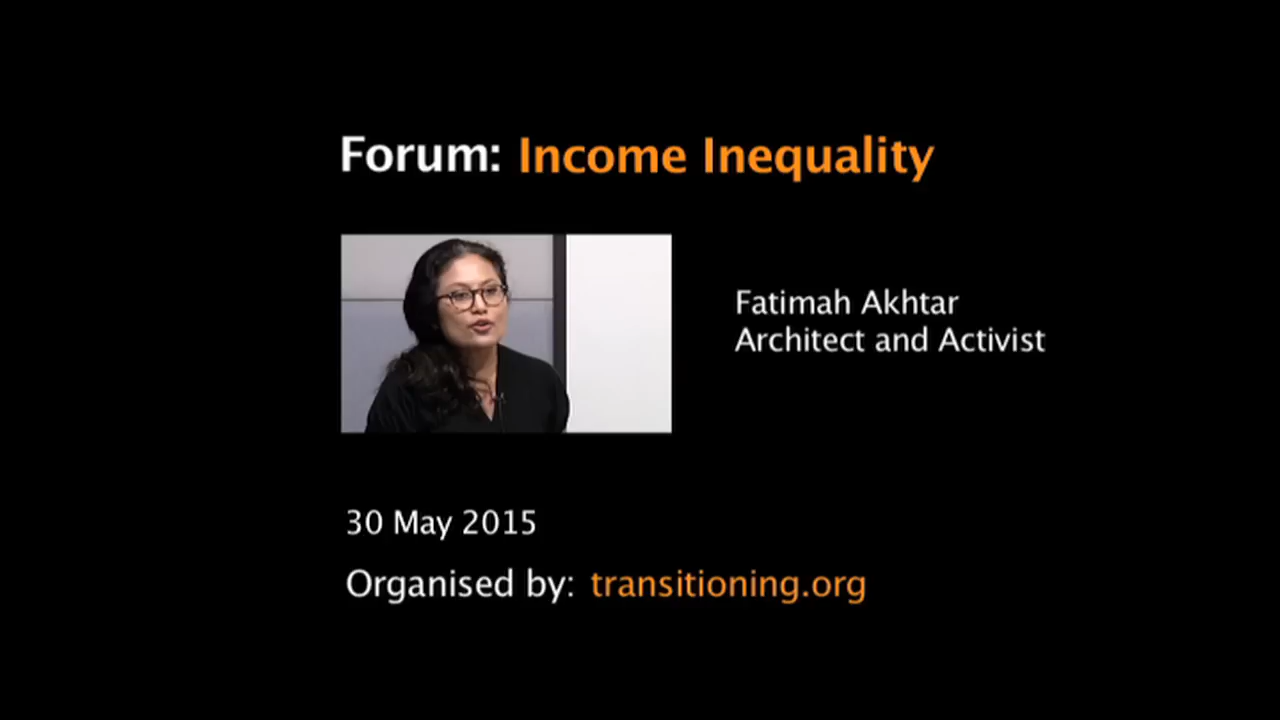 Forum: Income Inequality
Fatimah Akhtar
Architect and Activist
30 May 2015
Organised by: transitioning.org